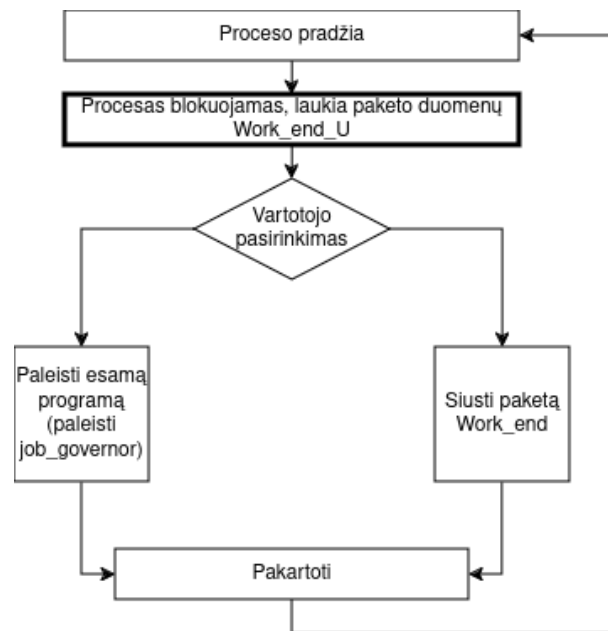 Proceso pradžia
Procesas blokuojamas, laukia paketo duomenų
Work_end_U
Vartotojo
pasirinkimas
Paleisti esamą
programą
(paleisti
job_governor)
Siusti paketą
Work_end
Pakartoti